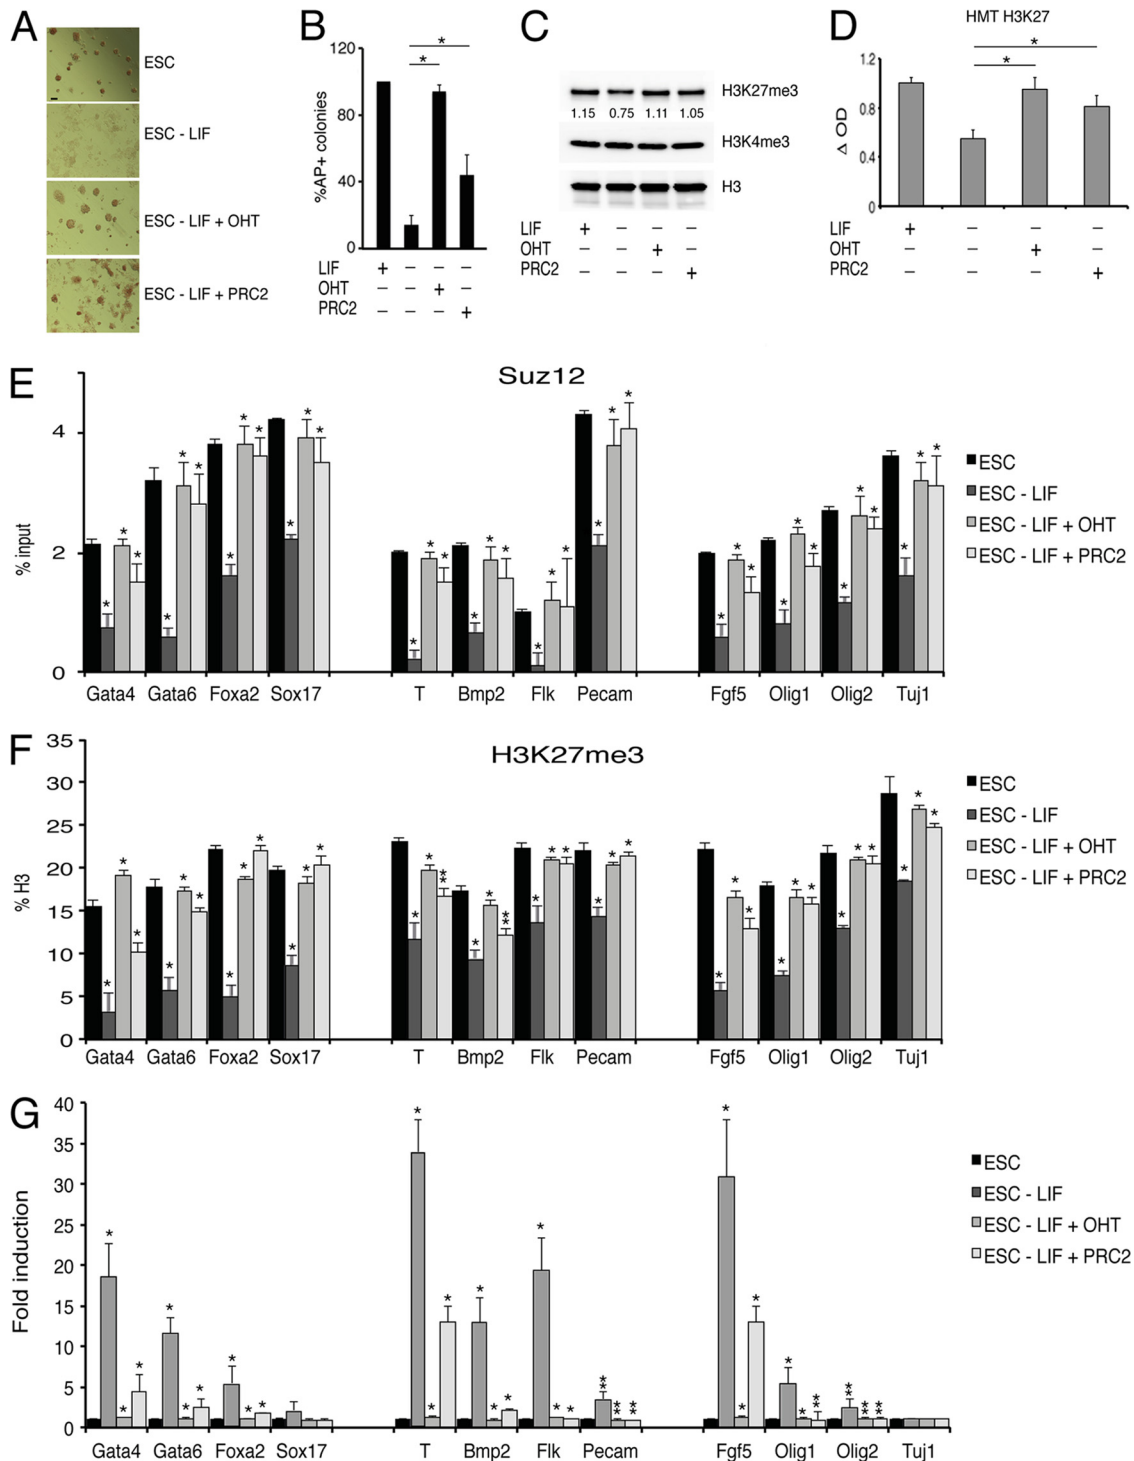 A
ESC
ESC - LIF
ESC - LIF + OHT
ESC - LIF + PRC2
B
120
80
40
0
%AP+ colonies
*
*
LIF + − − −
OHT − − + −
PRC2 − − − +
C
H3K27me3
1.15 0.75 1.11 1.05
H3K4me3
H3
LIF + − − −
OHT − − + −
PRC2 − − − +
D
HMT H3K27
*
*
1.2
0.8
0.4
0
Δ OD
LIF + − − −
OHT − − + −
PRC2 − − − +
E
Suz12
4
2
0
% input
* * * * * * * * * * * *
* * * * * * * * * * * *
* * * * * * * * * * * *
Gata4 Gata6 Foxa2 Sox17 T Bmp2 Flk Pecam Fgf5 Olig1 Olig2 Tuj1
ESC
ESC - LIF
ESC - LIF + OHT
ESC - LIF + PRC2
F
H3K27me3
35
30
25
20
15
10
5
0
% H3
* * * * * * * * * * * *
* * * * ** * ** * * * * * * * * *
* * * * * * * *
Gata4 Gata6 Foxa2 Sox17 T Bmp2 Flk Pecam Fgf5 Olig1 Olig2 Tuj1
ESC
ESC - LIF
ESC - LIF + OHT
ESC - LIF + PRC2
G
40
35
30
25
20
15
10
5
0
Fold induction
* * * * * * * * * * * * * * *
* * * * * ** ** ** * * * * * ** ** ** **
Gata4 Gata6 Foxa2 Sox17 T Bmp2 Flk Pecam Fgf5 Olig1 Olig2 Tuj1
ESC
ESC - LIF
ESC - LIF + OHT
ESC - LIF + PRC2